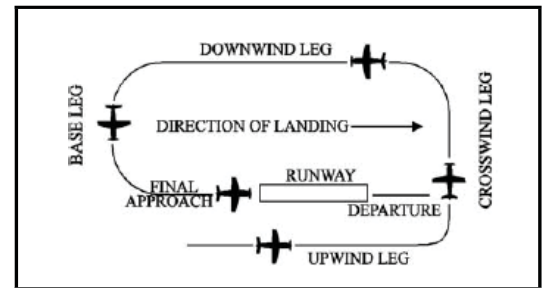 DOWNWIND LEG
BASE LEG
DIRECTION OF LANDING
CROSSWIND LEG
RUNWAY
FINAL
APPROACH
DEPARTURE
UPWIND LEG